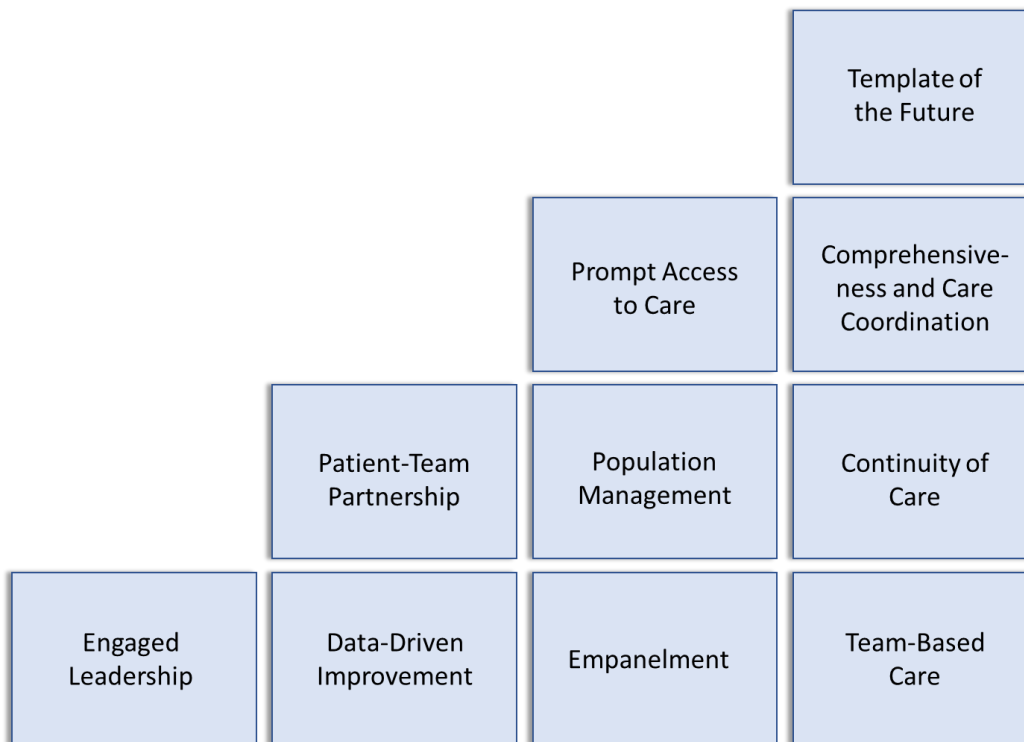 Template of
the Future
Prompt Access
to Care
Comprehensive-
ness and Care
Coordination
Patient-Team
Partnership
Population
Management
Continuity of
Care
Engaged
Leadership
Data-Driven
Improvement
Empanelment
Team-Based
Care